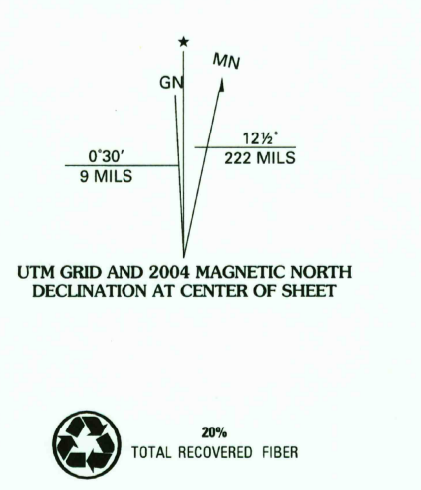 ★
MN
GN
0°30′
9 MILS
12½°
222 MILS
UTM GRID AND 2004 MAGNETIC NORTH
DECLINATION AT CENTER OF SHEET
20%
TOTAL RECOVERED FIBER